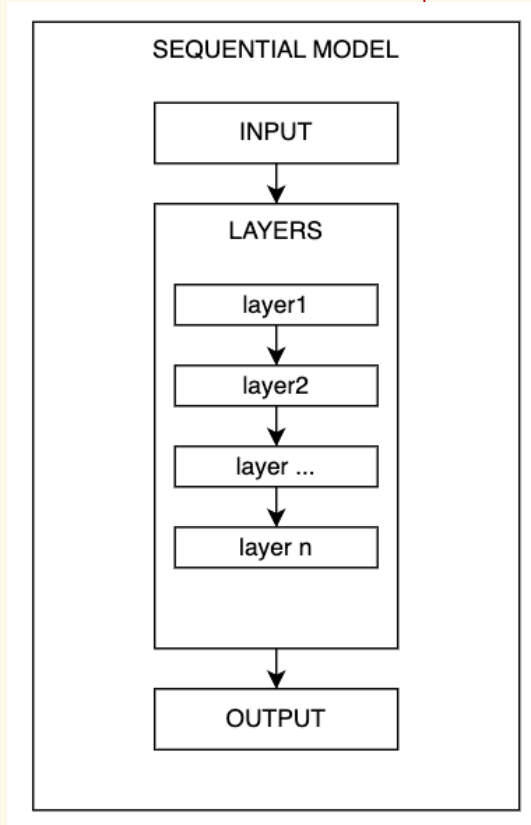 SEQUENTIAL MODEL
INPUT
LAYERS
layer1
layer2
layer ...
layer n
OUTPUT